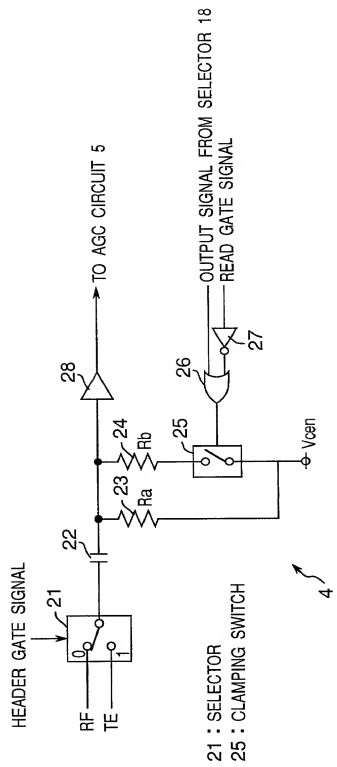 HEADER GATE SIGNAL
21
0
1
RF
TE
22
28
TO AGC CIRCUIT 5
23
Ra
24
Rb
25
26
27
OUTPUT SIGNAL FROM SELECTOR 18
READ GATE SIGNAL
Vcen
4
21 : SELECTOR
25 : CLAMPING SWITCH